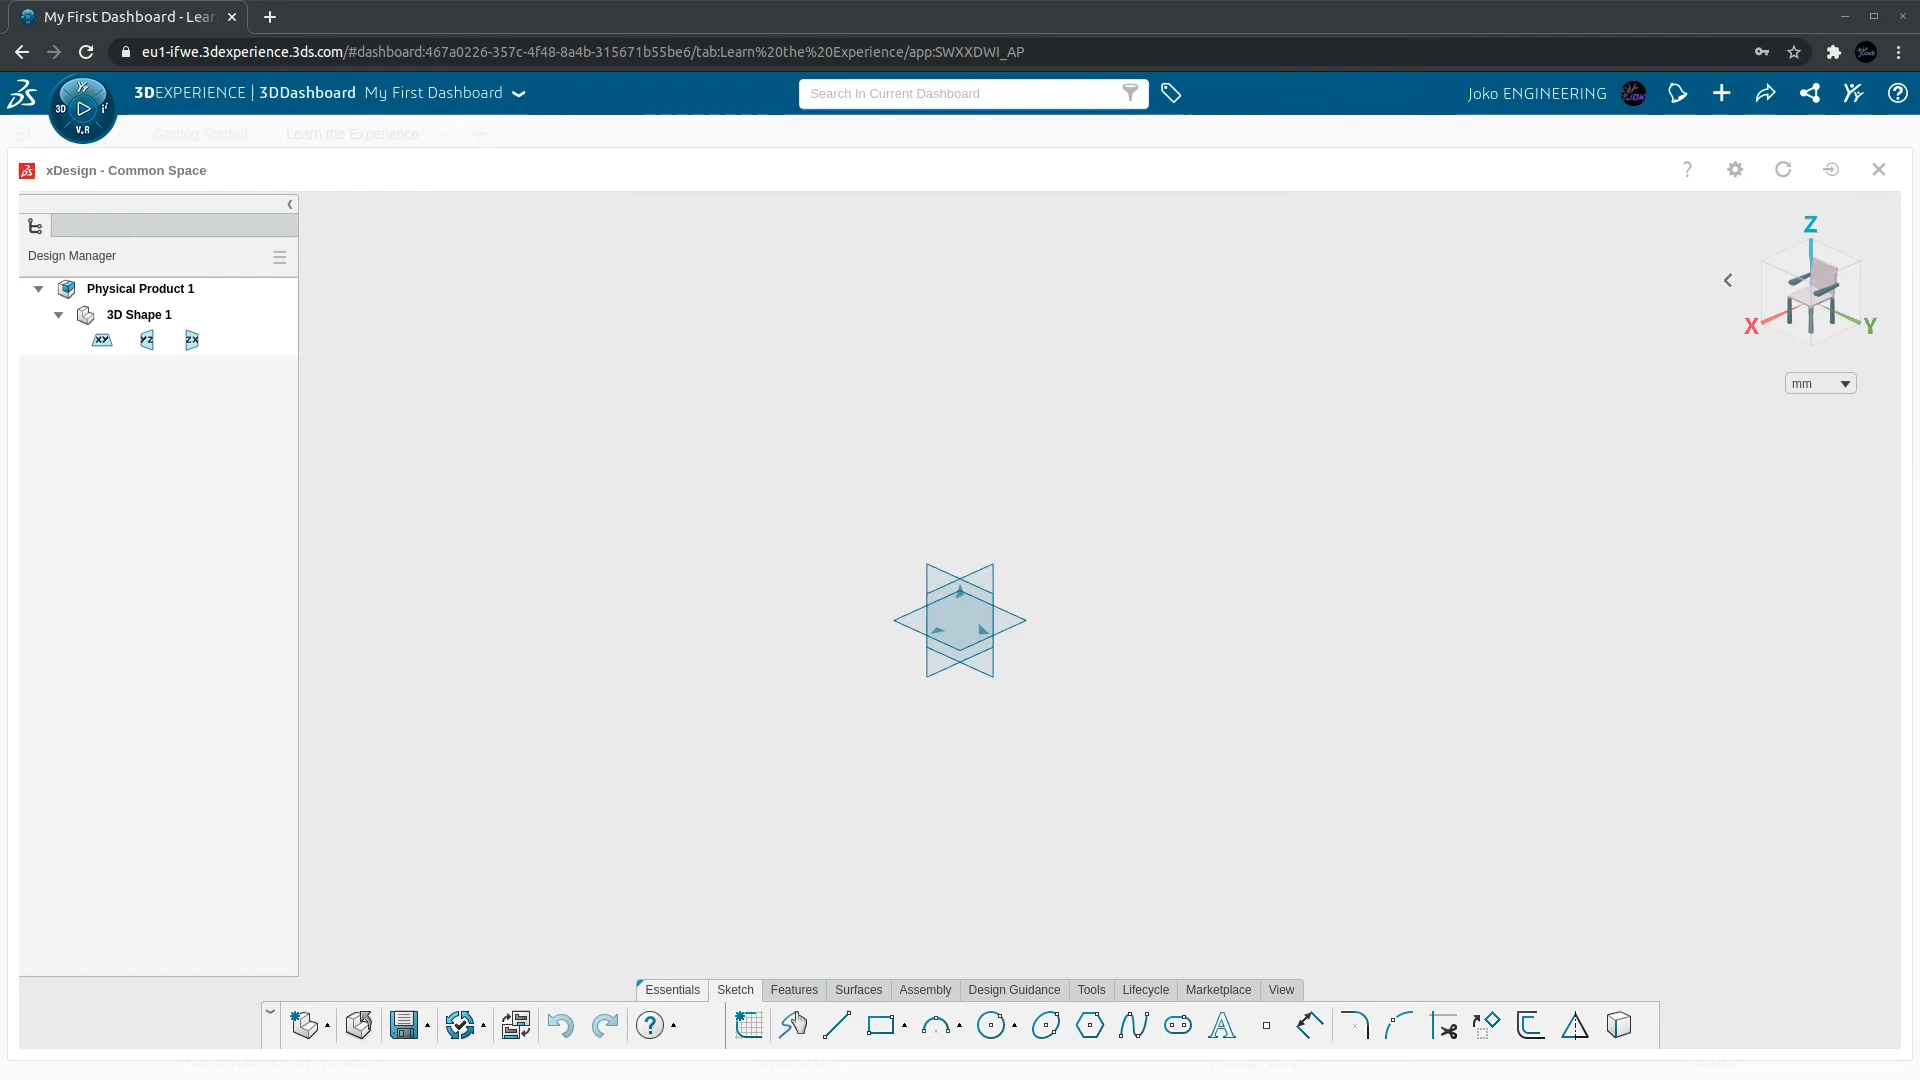 My First Dashboard - Lear
eu1-ifwe.3dexperience.3ds.com/#dashboard:467a0226-357c-4f48-8a4b-315671b55be6/tab:Learn%20the%20Experience/app:SWXXDWI_AP
3DEXPERIENCE | 3DDashboard My First Dashboard
Search In Current Dashboard
Joko ENGINEERING
3D
V.R
Getting Started
Learn the Experience
xDesign - Common Space
Design Manager
Physical Product 1
3D Shape 1
XY YZ ZX
Z
X
Y
mm
Essentials Sketch Features Surfaces Assembly Design Guidance Tools Lifecycle Marketplace View